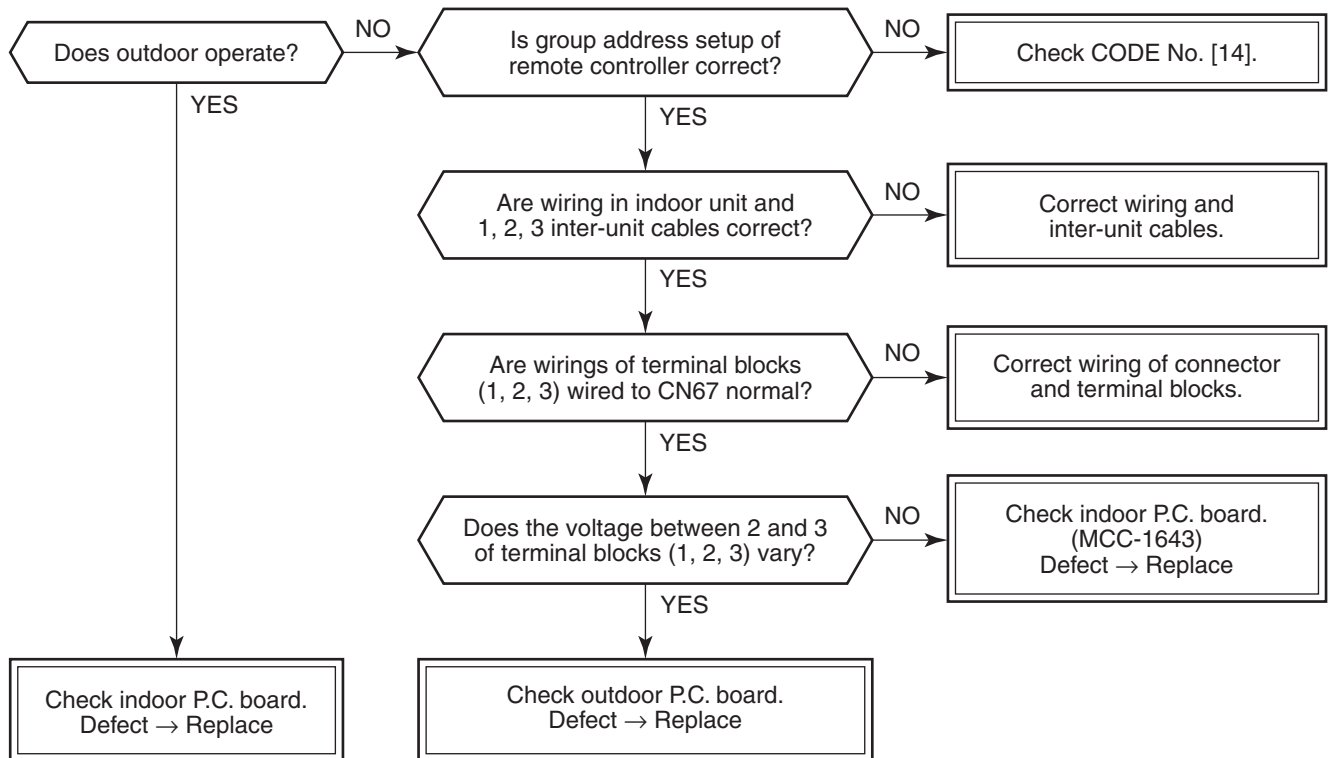 Does outdoor operate?
NO
Is group address setup of
remote controller correct?
NO
Check CODE No. [14].
YES
YES
Are wiring in indoor unit and
1, 2, 3 inter-unit cables correct?
NO
Correct wiring and
inter-unit cables.
YES
Are wirings of terminal blocks
(1, 2, 3) wired to CN67 normal?
NO
Correct wiring of connector
and terminal blocks.
YES
Does the voltage between 2 and 3
of terminal blocks (1, 2, 3) vary?
NO
Check indoor P.C. board.
(MCC-1643)
Defect → Replace
YES
Check indoor P.C. board.
Defect → Replace
Check outdoor P.C. board.
Defect → Replace